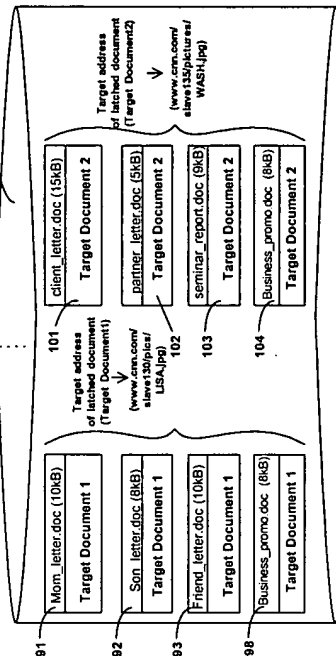 91
Mom_letter.doc (10kB)
Target Document 1
92
Son_letter.doc (8kB)
Target Document 1
93
Friend_letter.doc (10kB)
Target Document 1
98
Business_promo.doc (8kB)
Target Document 1
Target address
of latched document
(Target Document1)
(www.cnn.com/
slave130/pics/
LISA.jpg)
101
client_letter.doc (15kB)
Target Document 2
102
partner_letter.doc (5kB)
Target Document 2
103
seminar_report.doc (9kB)
Target Document 2
104
Business_promo.doc (8kB)
Target Document 2
Target address
of latched document
(Target Document2)
(www.cnn.com/
slave135/pictures/
WASH.jpg)